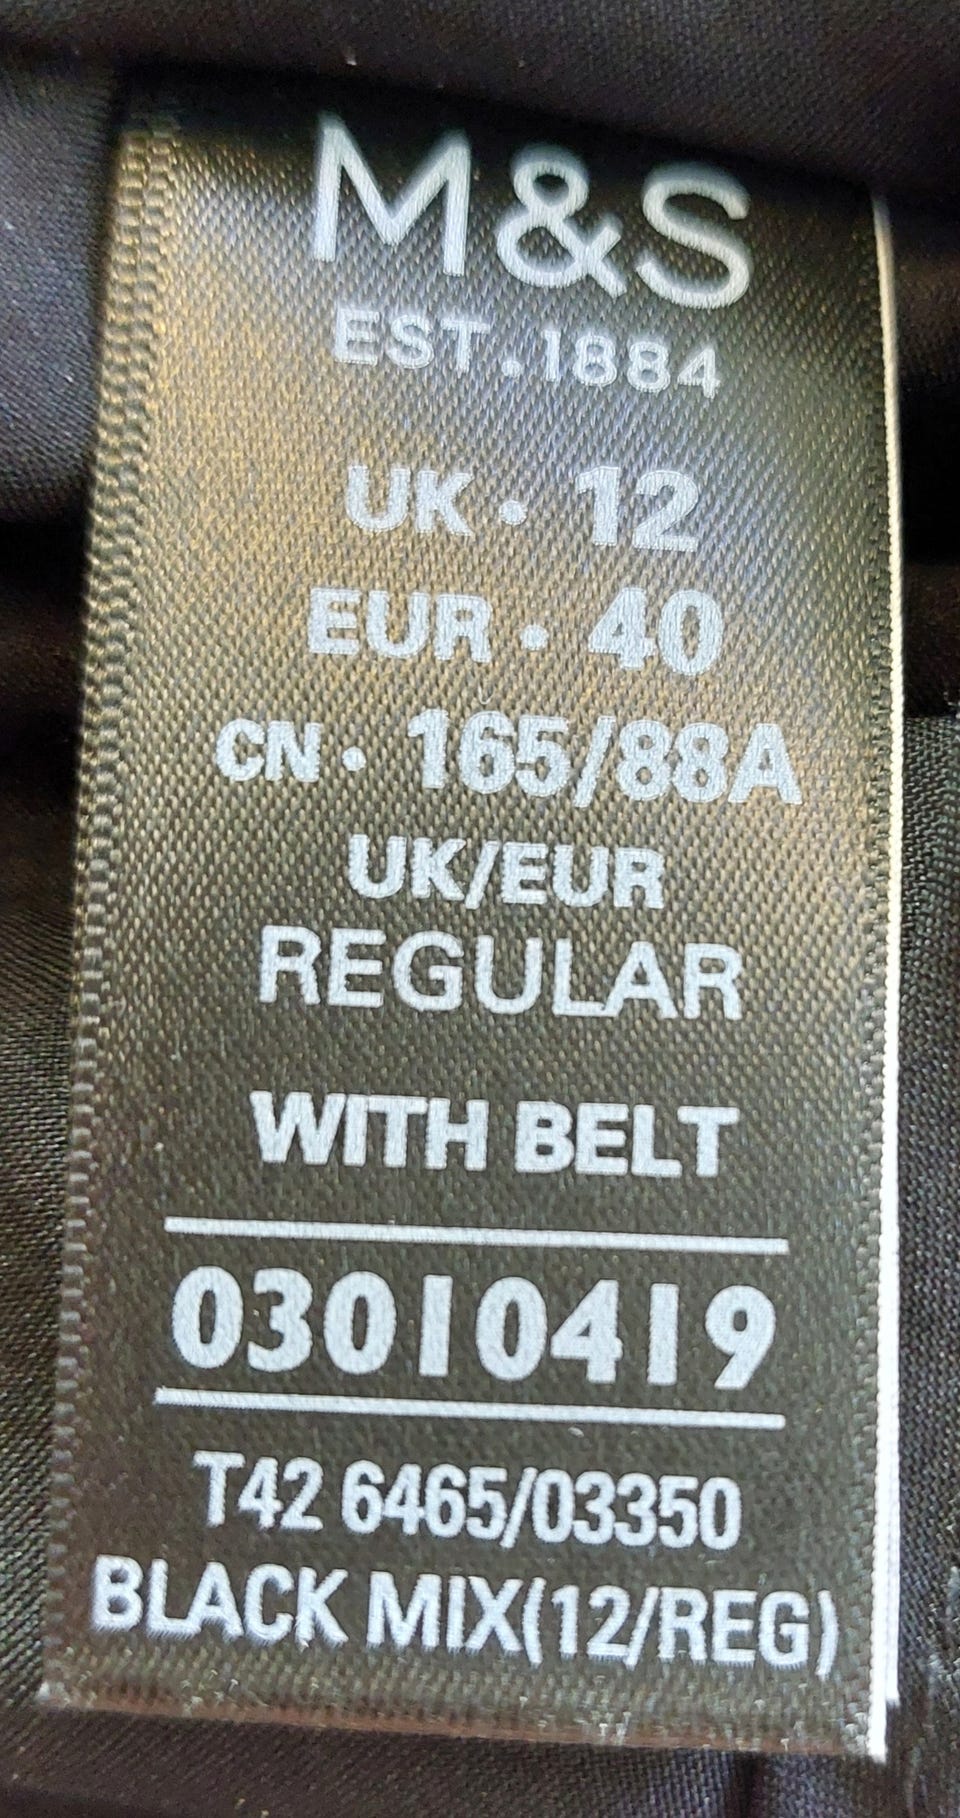 M&S
EST.1884
UK · 12
EUR · 40
CN · 165/88A
UK/EUR
REGULAR
WITH BELT
03010419
T42 6465/03350
BLACK MIX(12/REG)